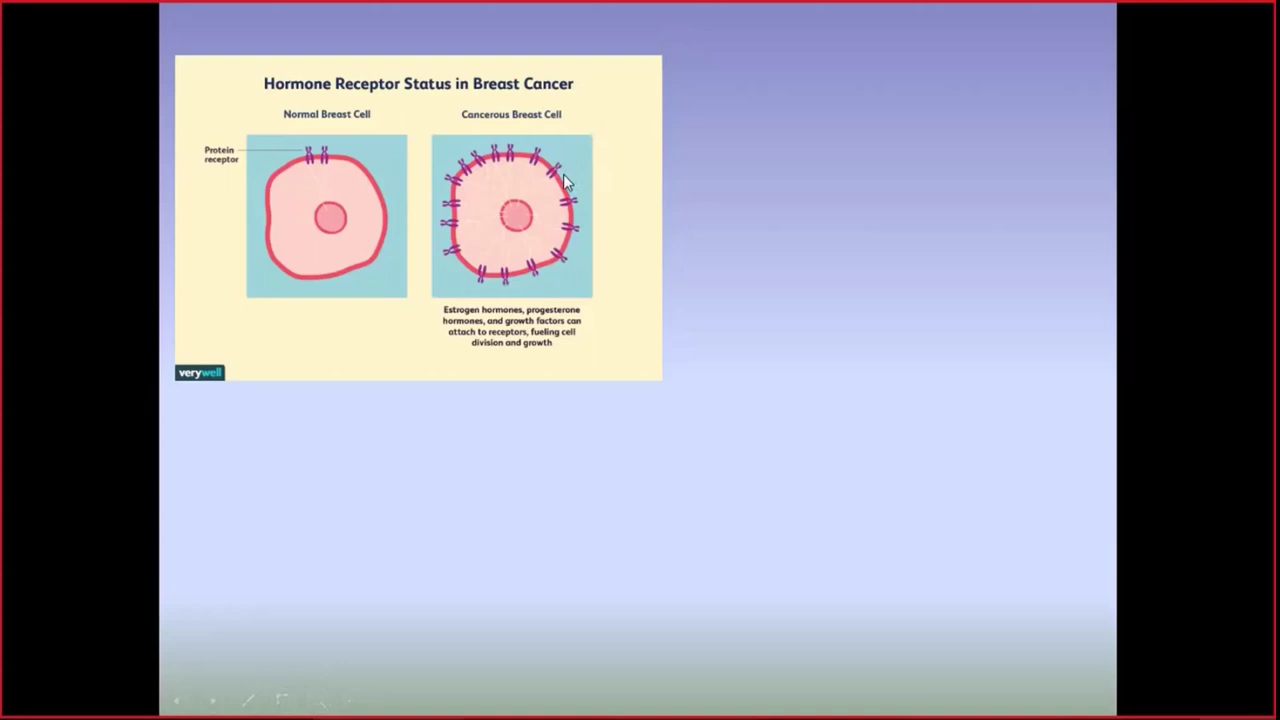 Hormone Receptor Status in Breast Cancer
Normal Breast Cell
Cancerous Breast Cell
Protein
receptor
Estrogen hormones, progesterone
hormones, and growth factors can
attach to receptors, fueling cell
division and growth
verywell